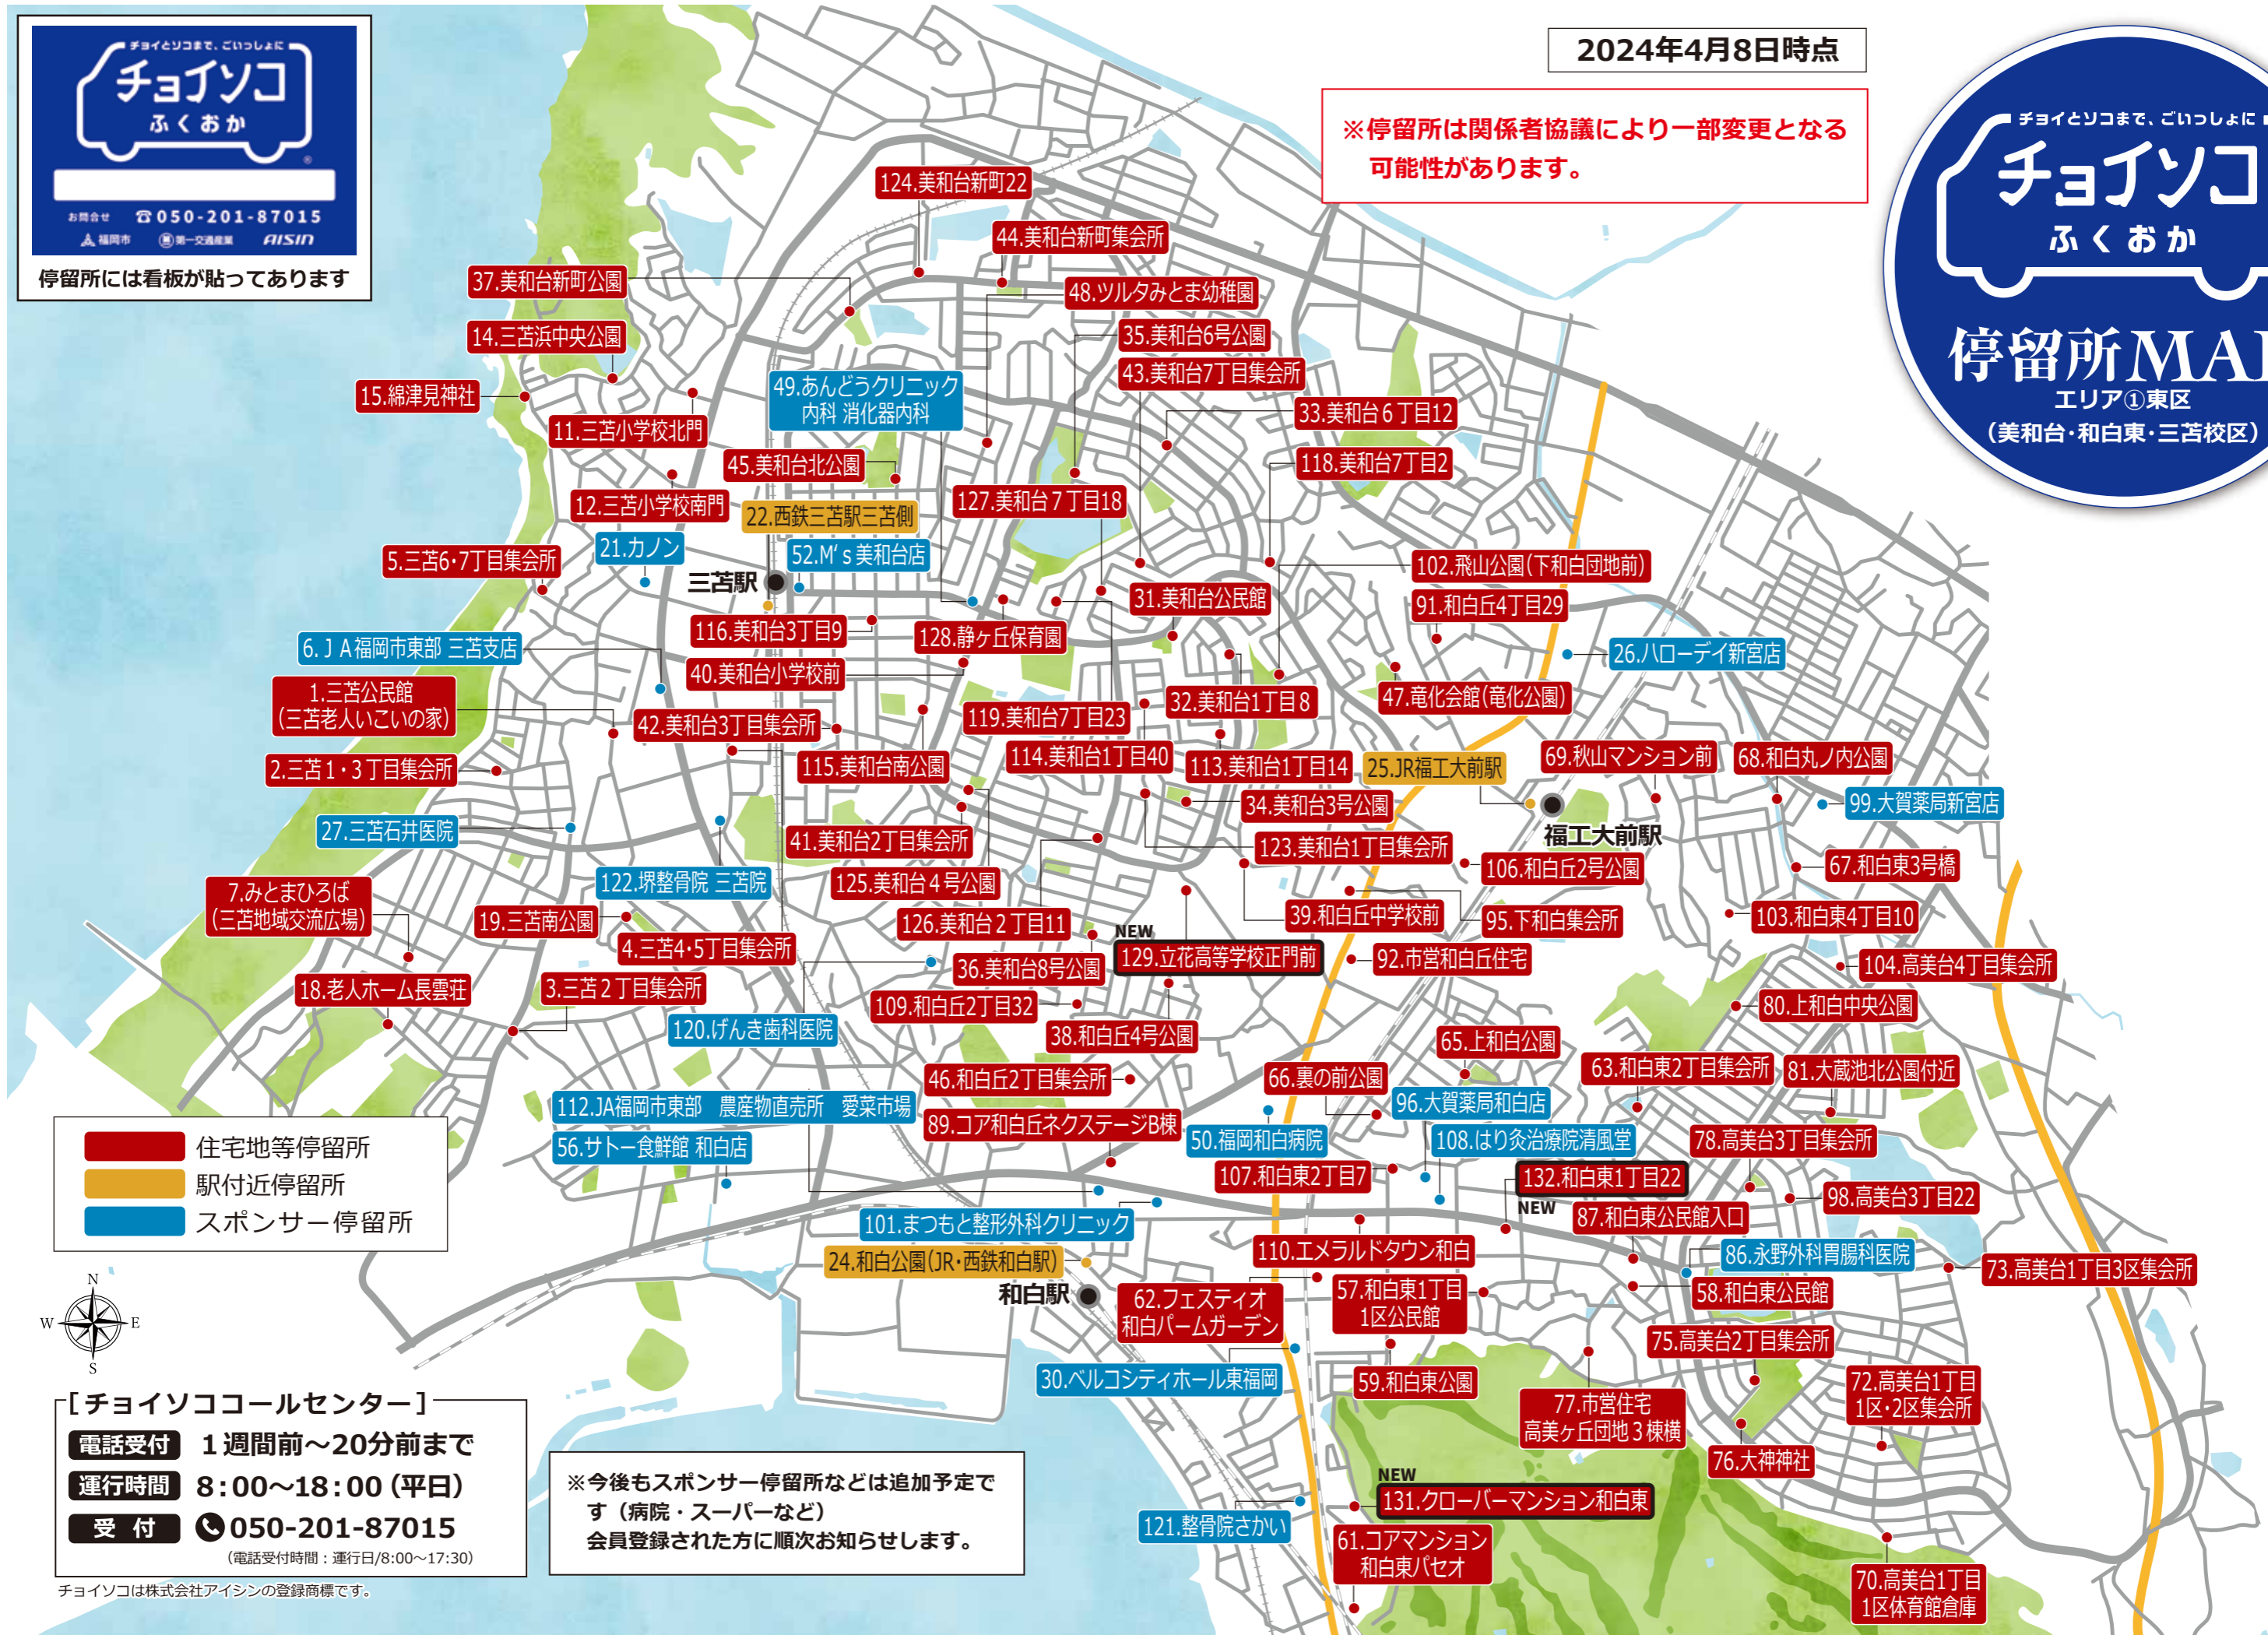 チョイとソコまで、ごいっしょに
チョイソコ
ふくおか
®
お問合せ ☎050-201-87015
福岡市 第一交通産業 AISIN
停留所には看板が貼ってあります
2024年4月8日時点
※停留所は関係者協議により一部変更となる
可能性があります。
チョイとソコまで、ごいっしょに
チョイソコ
ふくおか
停留所MA
エリア①東区
(美和台・和白東・三苫校区)
124.美和台新町22
44.美和台新町集会所
37.美和台新町公園
48.ツルタみとま幼稚園
14.三苫浜中央公園
35.美和台6号公園
43.美和台7丁目集会所
15.綿津見神社
49.あんどうクリニック
内科 消化器内科
33.美和台6丁目12
11.三苫小学校北門
45.美和台北公園
118.美和台7丁目2
12.三苫小学校南門
22.西鉄三苫駅三苫側
127.美和台7丁目18
5.三苫6・7丁目集会所
21.カノン
52.M's美和台店
三苫駅
102.飛山公園(下和白団地前)
31.美和台公民館
91.和白丘4丁目29
116.美和台3丁目9
128.静ヶ丘保育園
6.JA福岡市東部 三苫支店
26.ハローデイ新宮店
40.美和台小学校前
1.三苫公民館
(三苫老人いこいの家)
32.美和台1丁目8
47.竜化会館(竜化公園)
42.美和台3丁目集会所
119.美和台7丁目23
2.三苫1・3丁目集会所
115.美和台南公園
114.美和台1丁目40
113.美和台1丁目14
25.JR福工大前駅
69.秋山マンション前
68.和白丸ノ内公園
34.美和台3号公園
99.大賀薬局新宮店
27.三苫石井医院
41.美和台2丁目集会所
福工大前駅
123.美和台1丁目集会所
106.和白丘2号公園
67.和白東3号橋
122.堺整骨院 三苫院
125.美和台4号公園
7.みとまひろば
(三苫地域交流広場)
19.三苫南公園
126.美和台2丁目11
39.和白丘中学校前
95.下和白集会所
103.和白東4丁目10
4.三苫4・5丁目集会所
NEW
129.立花高等学校正門前
92.市営和白丘住宅
36.美和台8号公園
104.高美台4丁目集会所
18.老人ホーム長雲荘
3.三苫2丁目集会所
109.和白丘2丁目32
80.上和白中央公園
120.げんき歯科医院
38.和白丘4号公園
65.上和白公園
46.和白丘2丁目集会所
66.裏の前公園
63.和白東2丁目集会所
81.大蔵池北公園付近
112.JA福岡市東部 農産物直売所 愛菜市場
96.大賀薬局和白店
89.コア和白丘ネクステージB棟
56.サトー食鮮館 和白店
50.福岡和白病院
108.はり灸治療院清風堂
78.高美台3丁目集会所
107.和白東2丁目7
132.和白東1丁目22
NEW
98.高美台3丁目22
101.まつもと整形外科クリニック
87.和白東公民館入口
24.和白公園(JR・西鉄和白駅)
110.エメラルドタウン和白
86.永野外科胃腸科医院
73.高美台1丁目3区集会所
和白駅
62.フェスティオ
和白パームガーデン
57.和白東1丁目
1区公民館
58.和白東公民館
75.高美台2丁目集会所
30.ベルコシティホール東福岡
59.和白東公園
72.高美台1丁目
1区・2区集会所
77.市営住宅
高美ヶ丘団地3棟横
76.大神神社
NEW
131.クローバーマンション和白東
121.整骨院さかい
61.コアマンション
和白東パセオ
70.高美台1丁目
1区体育館倉庫
住宅地等停留所
駅付近停留所
スポンサー停留所
N
W E
S
[チョイソココールセンター]
電話受付 1週間前～20分前まで
運行時間 8:00～18:00(平日)
受付 050-201-87015
(電話受付時間:運行日/8:00～17:30)
チョイソコは株式会社アイシンの登録商標です。
※今後もスポンサー停留所などは追加予定で
す(病院・スーパーなど)
会員登録された方に順次お知らせします。